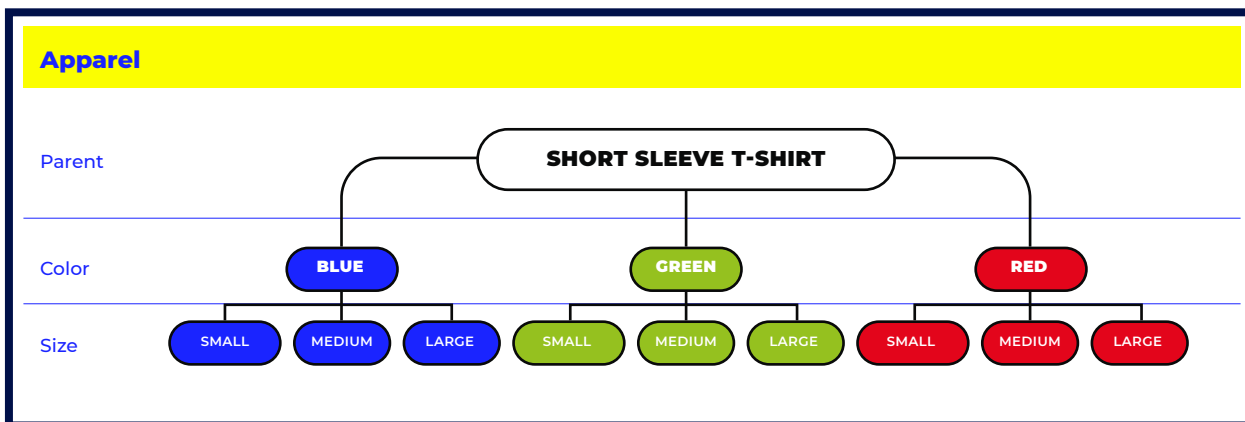 Apparel
Parent
SHORT SLEEVE T-SHIRT
Color
BLUE
GREEN
RED
Size
SMALL
MEDIUM
LARGE
SMALL
MEDIUM
LARGE
SMALL
MEDIUM
LARGE